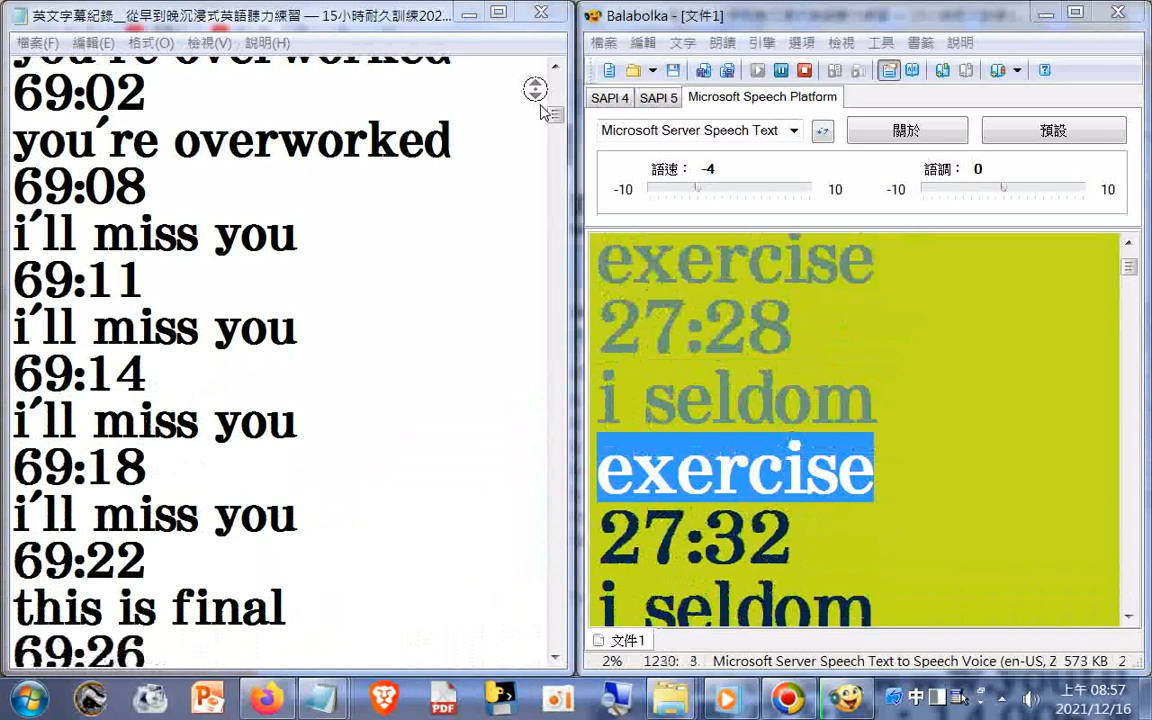 英文字幕紀錄__從早到晚沉浸式英語聽力練習 — 15小時耐久訓練202...
檔案(F) 編輯(E) 格式(O) 檢視(V) 說明(H)
you're overworked
69:02
you're overworked
69:08
i'll miss you
69:11
i'll miss you
69:14
i'll miss you
69:18
i'll miss you
69:22
this is final
69:26
Balabolka - [文件1]
檔案 編輯 文字 朗讀 引擎 選項 檢視 工具 書籤 說明
SAPI 4 SAPI 5 Microsoft Speech Platform
Microsoft Server Speech Text 關於 預設
語速： -4 語調： 0
-10 10 -10 10
exercise
27:28
i seldom
exercise
27:32
i seldom
文件1
2% 1230: 3. Microsoft Server Speech Text to Speech Voice (en-US, Z 573 KB 2
PDF 中 上午 08:57
2021/12/16